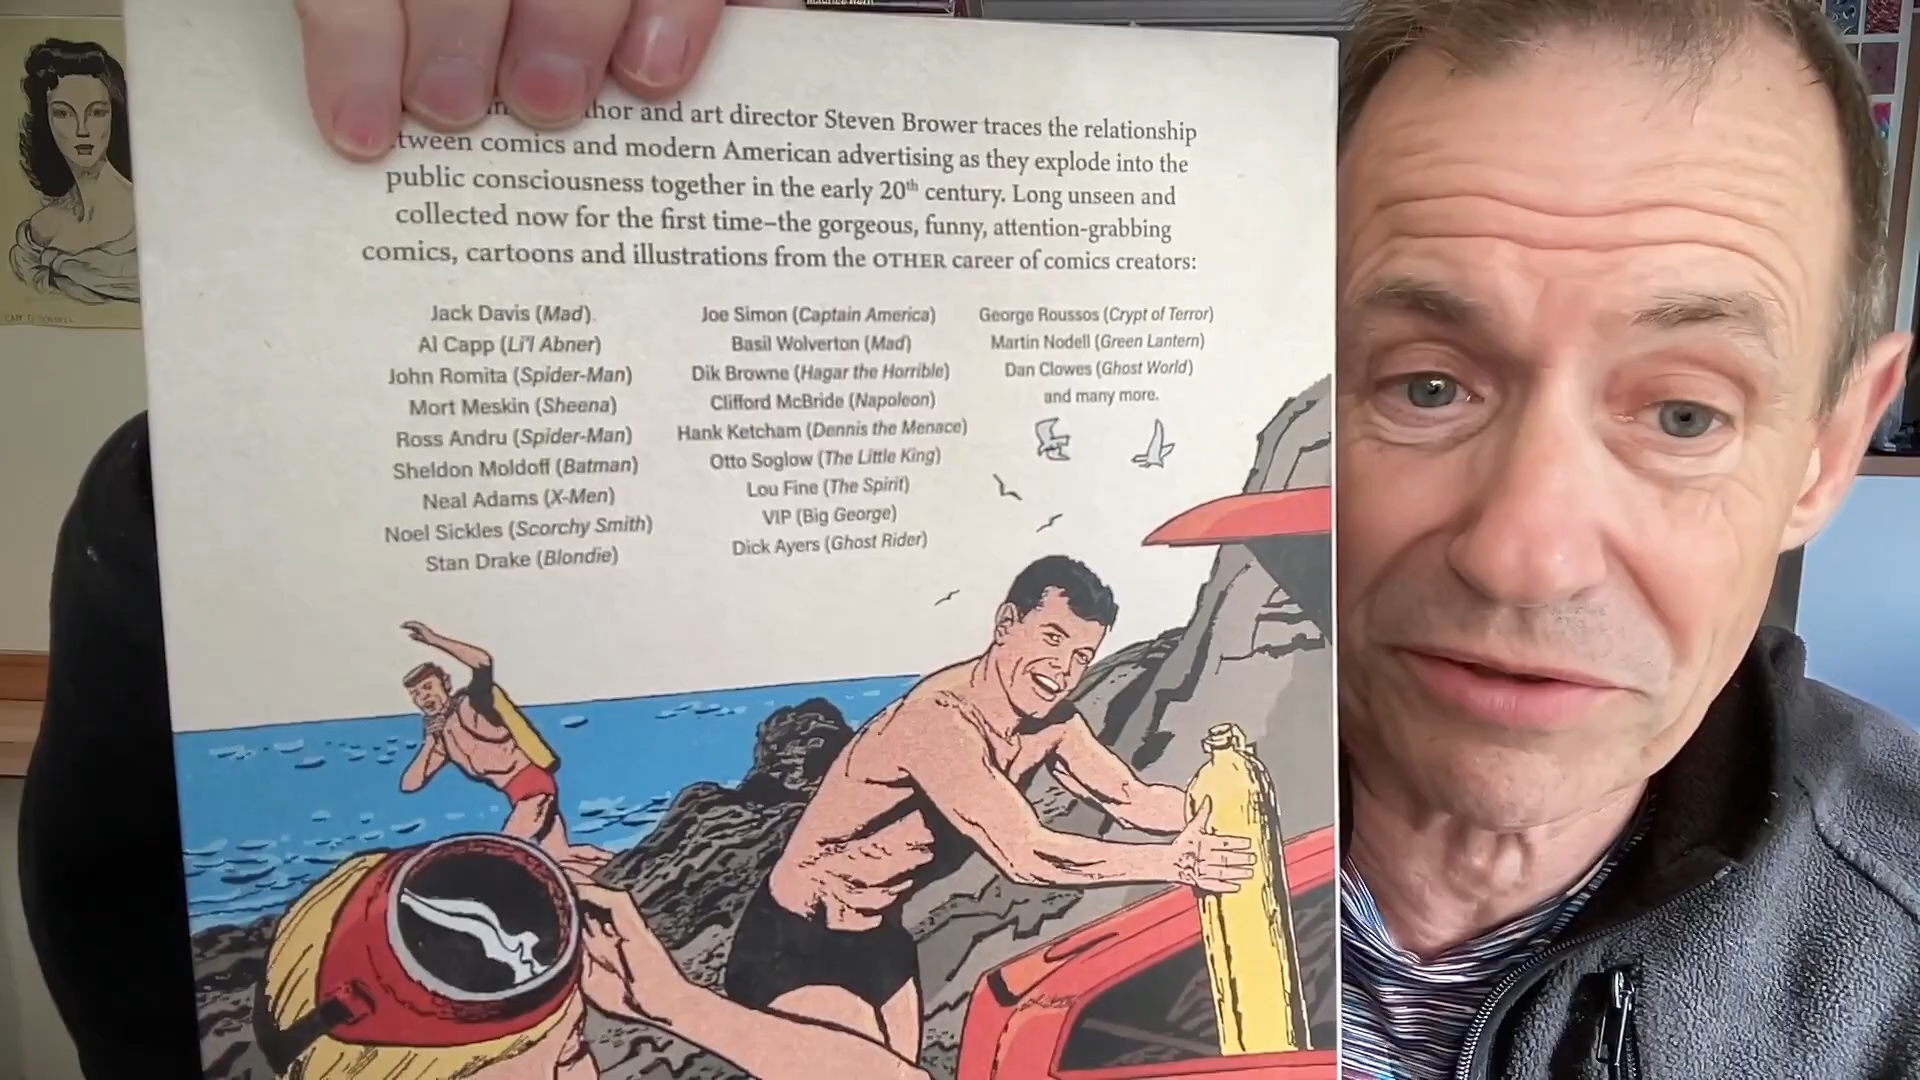 and art director Steven Brower traces the relationship
comics and modern American advertising as they explode into the
public consciousness together in the early 20th century. Long unseen and
collected now for the first time–the gorgeous, funny, attention-grabbing
comics, cartoons and illustrations from the OTHER career of comics creators:
Jack Davis (Mad).
Al Capp (Li'l Abner)
John Romita (Spider-Man)
Mort Meskin (Sheena)
Ross Andru (Spider-Man)
Sheldon Moldoff (Batman)
Neal Adams (X-Men)
Noel Sickles (Scorchy Smith)
Stan Drake (Blondie)
Joe Simon (Captain America)
Basil Wolverton (Mad)
Dik Browne (Hagar the Horrible)
Clifford McBride (Napoleon)
Hank Ketcham (Dennis the Menace)
Otto Soglow (The Little King)
Lou Fine (The Spirit)
VIP (Big George)
Dick Ayers (Ghost Rider)
George Roussos (Crypt of Terror)
Martin Nodell (Green Lantern)
Dan Clowes (Ghost World)
and many more.